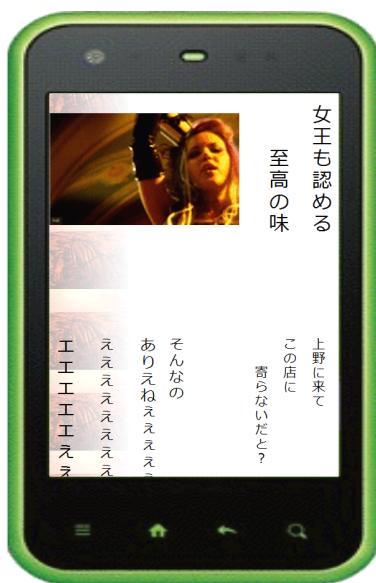 女王も認める
至高の味
上野に来て
この店に
寄らないだと？
そんなの
ありえねぇぇぇぇ
ぇぇぇぇぇぇぇぇ
エエエエエぇぇ